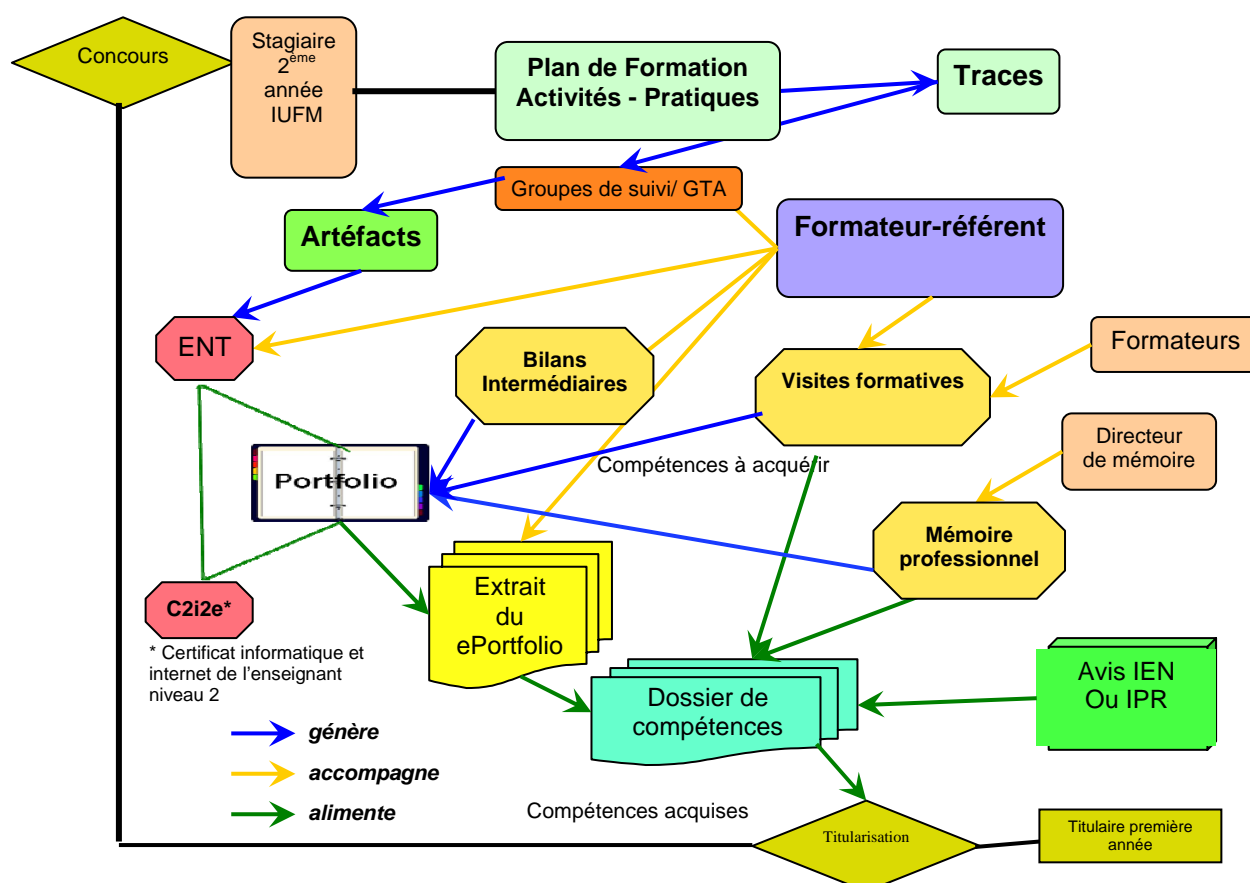 Concours
Stagiaire
2ème
année
IUFM
Plan de Formation
Activités - Pratiques
Traces
Groupes de suivi/ GTA
Artéfacts
Formateur-référent
ENT
Bilans
Intermédiaires
Visites formatives
Formateurs
Directeur
de mémoire
Portfolio
Compétences à acquérir
Mémoire
professionnel
Extrait
du
ePortfolio
C2i2e*
* Certificat informatique et
internet de l'enseignant
niveau 2
Dossier de
compétences
Avis IEN
Ou IPR
génère
accompagne
alimente
Compétences acquises
Titularisation
Titulaire première
année